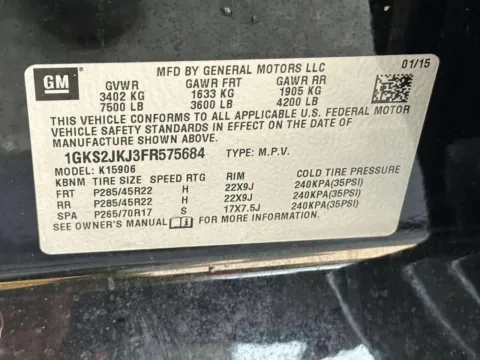 GM
MFD BY GENERAL MOTORS LLC 01/15
GVWR GAWR FRT GAWR RR
3402 KG 1633 KG 1905 KG
7500 LB 3600 LB 4200 LB
THIS VEHICLE CONFORMS TO ALL APPLICABLE U.S. FEDERAL MOTOR
VEHICLE SAFETY STANDARDS IN EFFECT ON THE DATE OF
MANUFACTURE SHOWN ABOVE.
1GKS2JKJ3FR575684 TYPE: M.P.V.
MODEL: K15906
KBNM TIRE SIZE SPEED RTG RIM COLD TIRE PRESSURE
FRT P285/45R22 H 22X9J 240KPA(35PSI)
RR P285/45R22 H 22X9J 240KPA(35PSI)
SPA P265/70R17 S 17X7.5J 240KPA(35PSI)
SEE OWNER'S MANUAL FOR MORE INFORMATION.